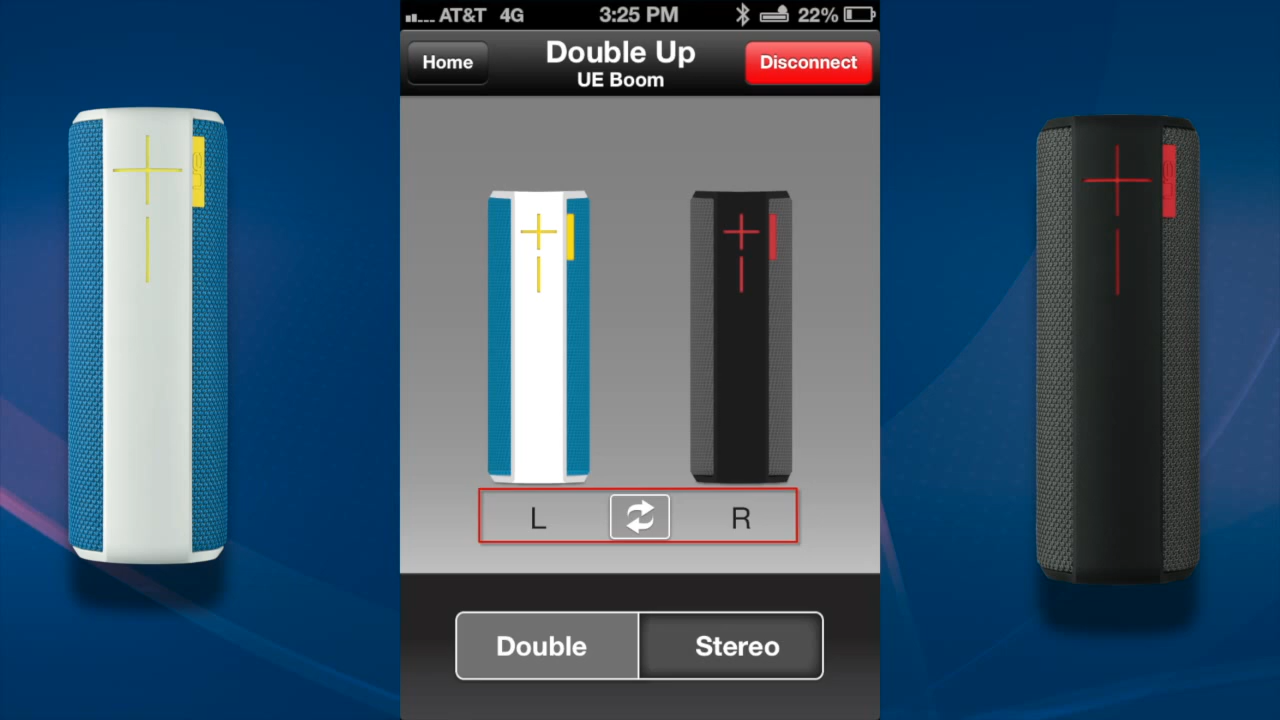 AT&T 4G 3:25 PM 22%
Home
Double Up
UE Boom
Disconnect
L R
Double Stereo